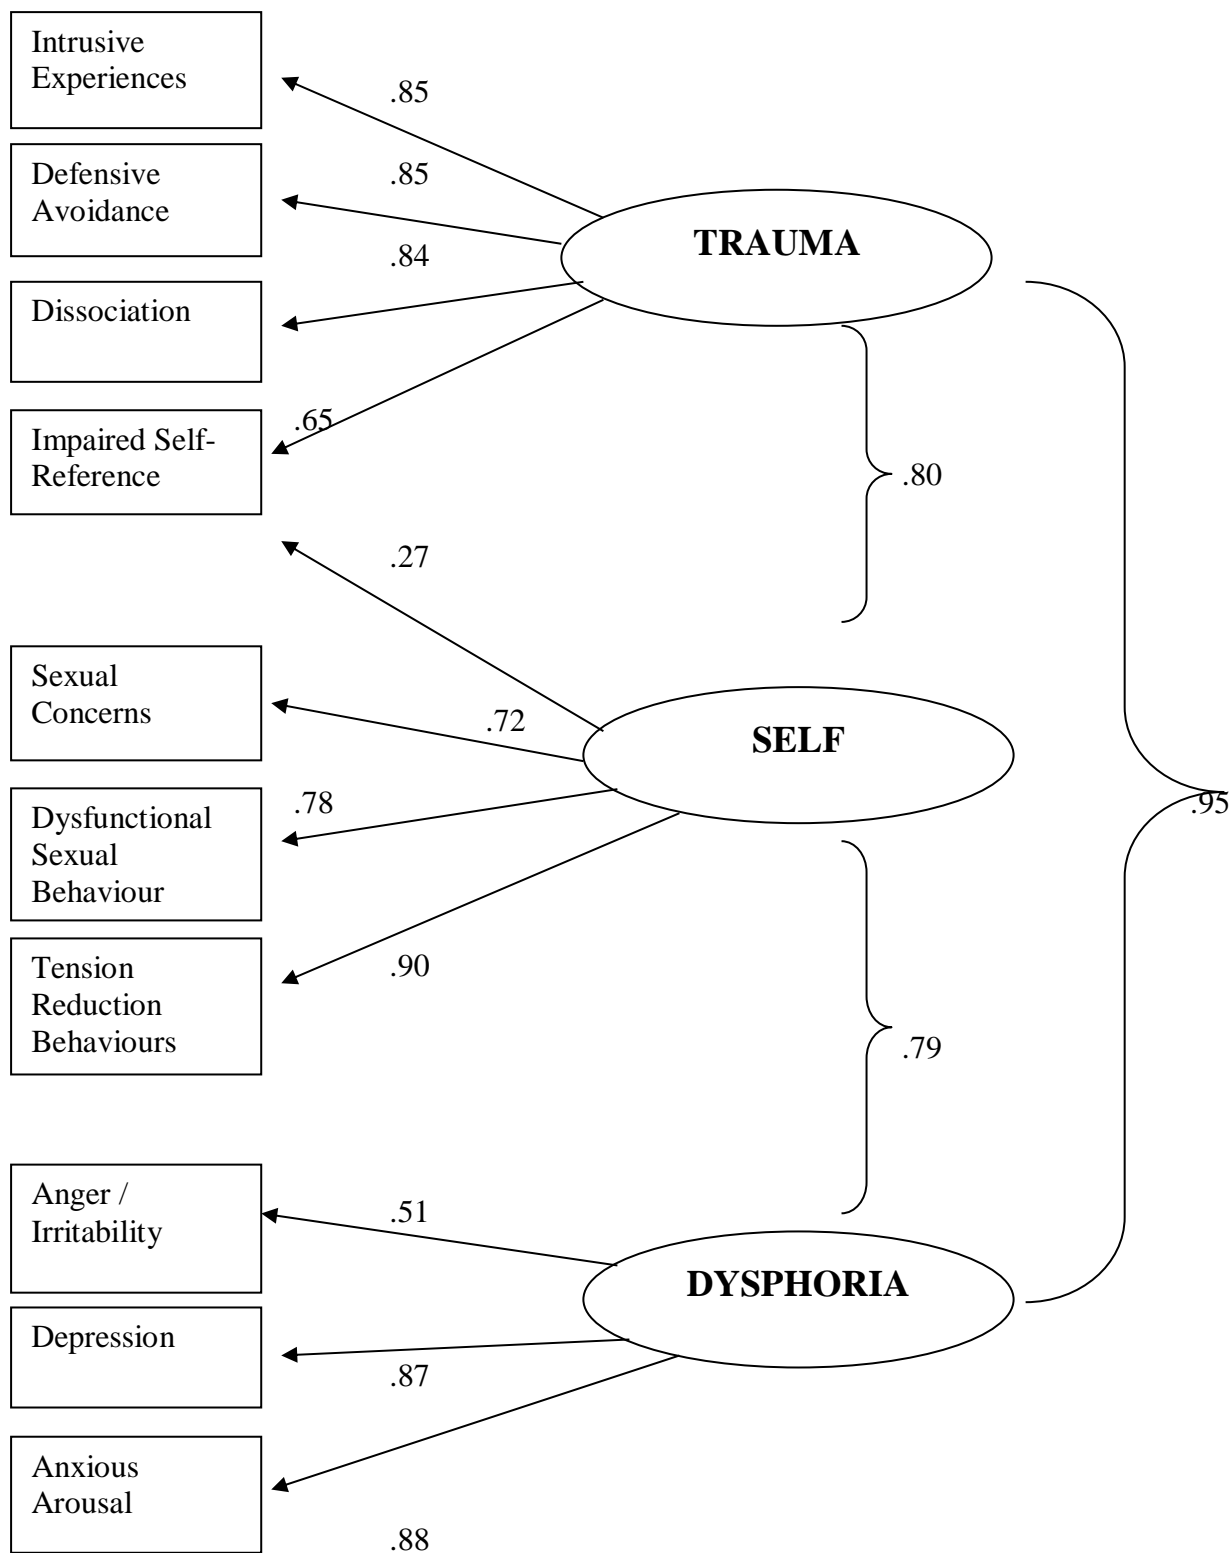 Intrusive
Experiences
.85
Defensive
Avoidance
.85
TRAUMA
.84
Dissociation
Impaired Self-
Reference
.65
.80
.27
Sexual
Concerns
.72
SELF
Dysfunctional
Sexual
Behaviour
.78
.95
Tension
Reduction
Behaviours
.90
.79
Anger /
Irritability
.51
DYSPHORIA
Depression
.87
Anxious
Arousal
.88